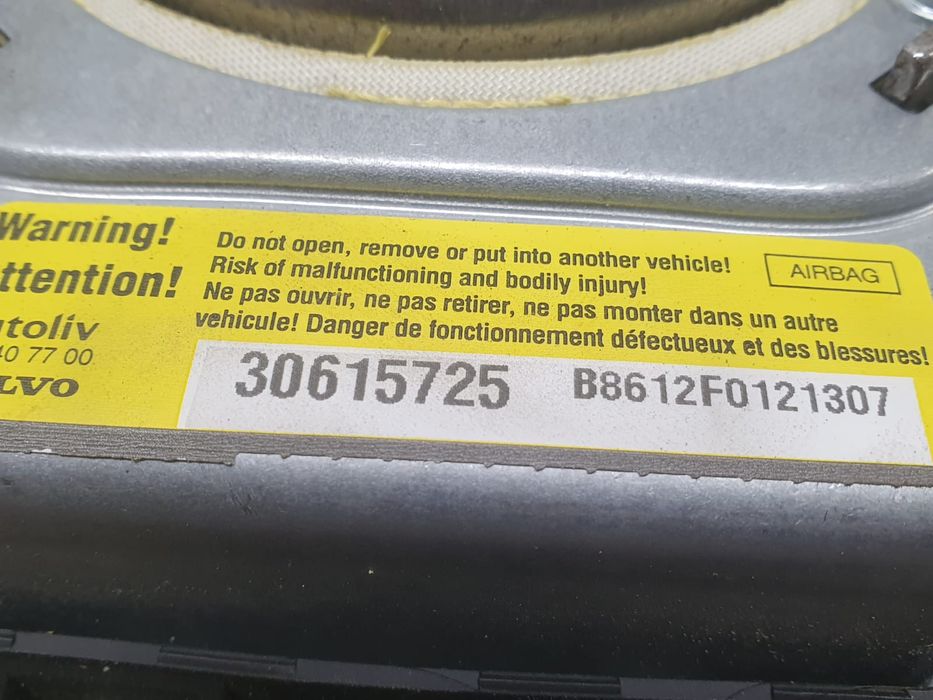 Warning!
ttention!
utoliv
40 77 00
LVO
Do not open, remove or put into another vehicle!
Risk of malfunctioning and bodily injury!
Ne pas ouvrir, ne pas retirer, ne pas monter dans un autre
vehicule! Danger de fonctionnement défectueux et des blessures!
AIRBAG
30615725
B8612F0121307